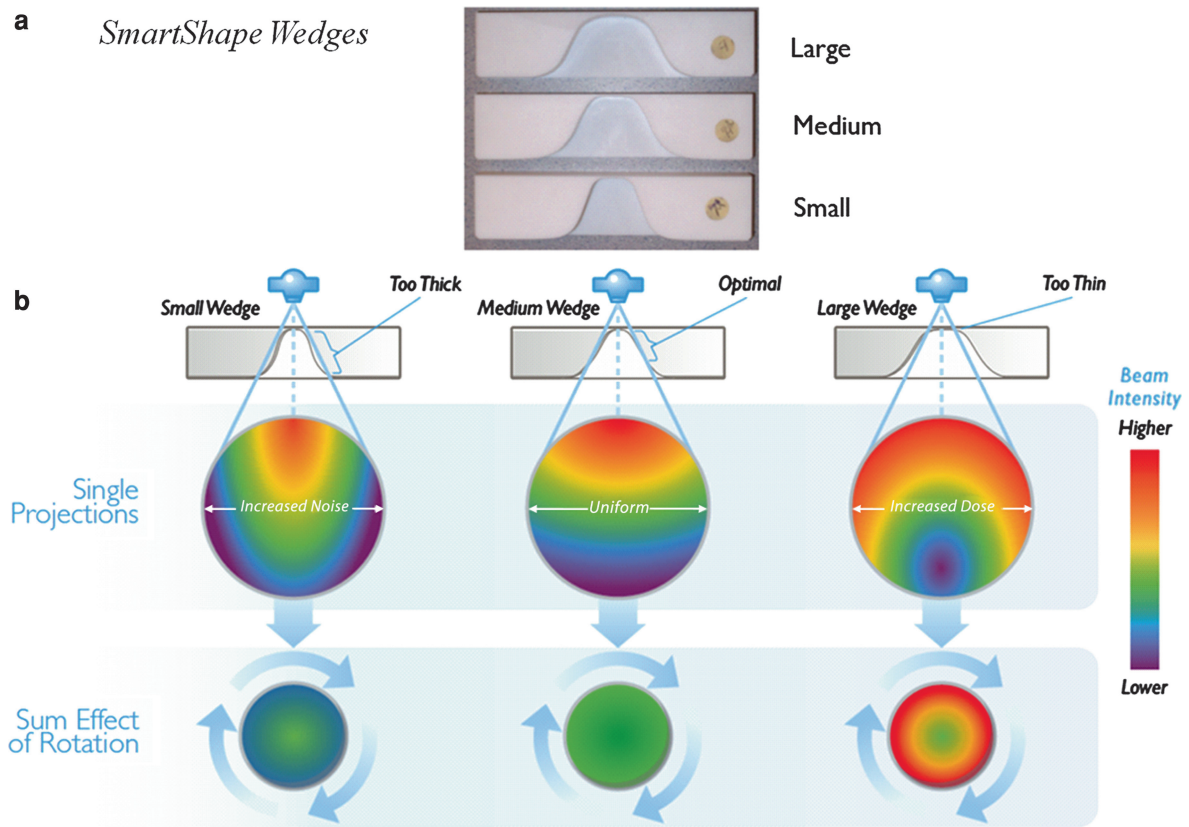 a
SmartShape Wedges
Large
Medium
Small
b
Small Wedge
Too Thick
Medium Wedge
Optimal
Large Wedge
Too Thin
Beam
Intensity
Higher
Single
Projections
Increased Noise
Uniform
Increased Dose
Lower
Sum Effect
of Rotation